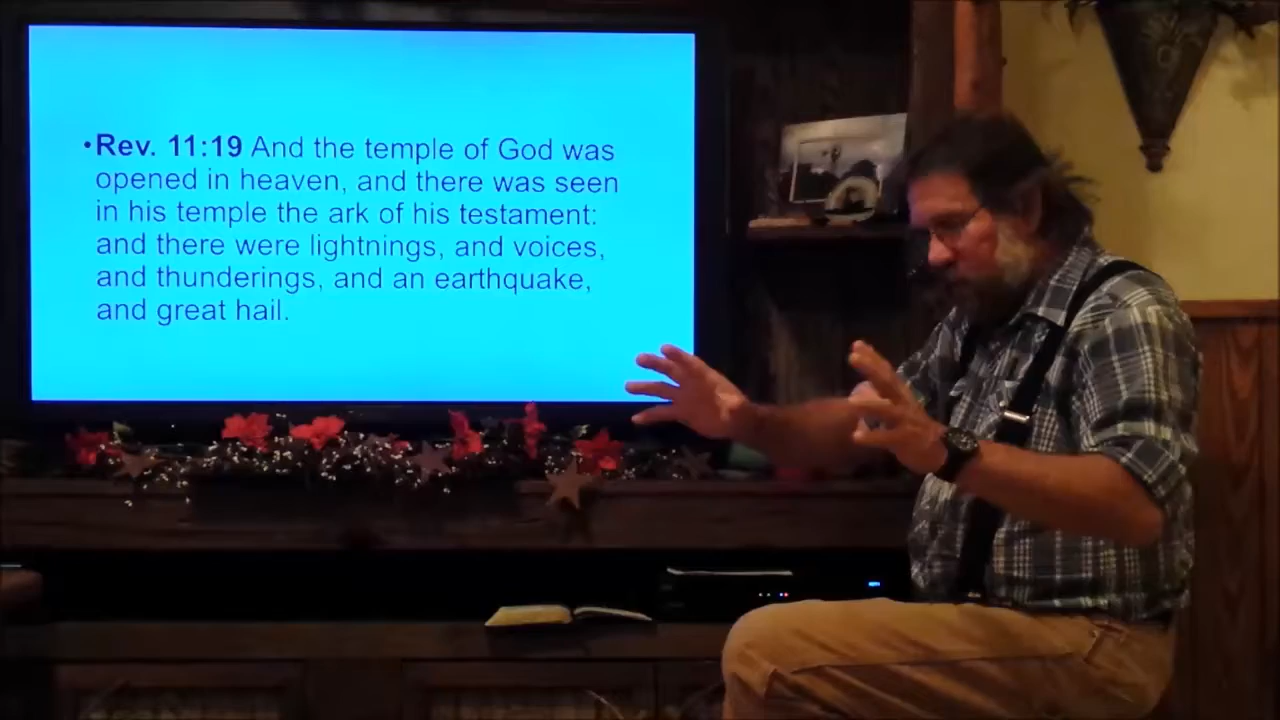 •Rev. 11:19 And the temple of God was
opened in heaven, and there was seen
in his temple the ark of his testament:
and there were lightnings, and voices,
and thunderings, and an earthquake,
and great hail.